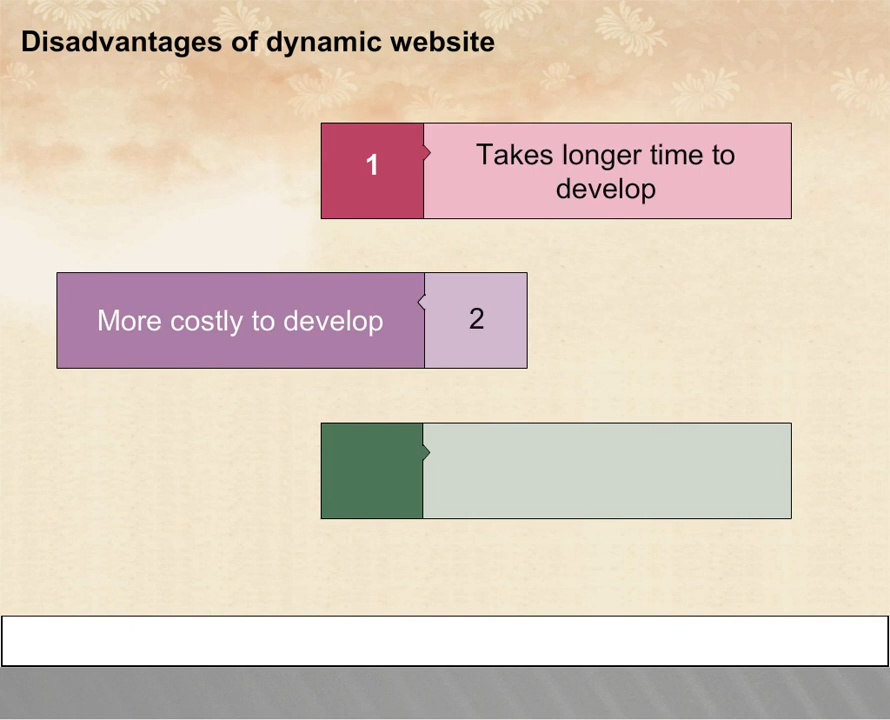 Disadvantages of dynamic website
1
Takes longer time to
develop
More costly to develop
2